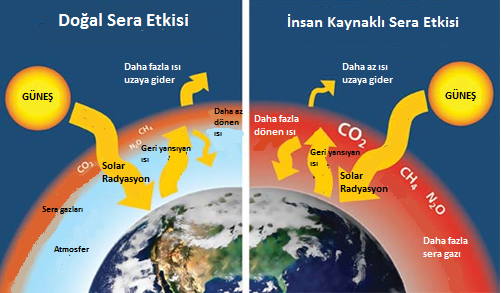 Doğal Sera Etkisi
Daha fazla ısı
uzaya gider
GÜNEŞ
Daha az
dönen
ısı
CH4
N2O
CO2
Geri yansıyan
ısı
Solar
Radyasyon
Sera gazları
Atmosfer
İnsan Kaynaklı Sera Etkisi
Daha az ısı
uzaya gider
GÜNEŞ
Daha fazla
dönen ısı
CO2
Geri yansıyan
ısı
Solar
Radyasyon
CH4
N2O
Daha fazla
sera gazı